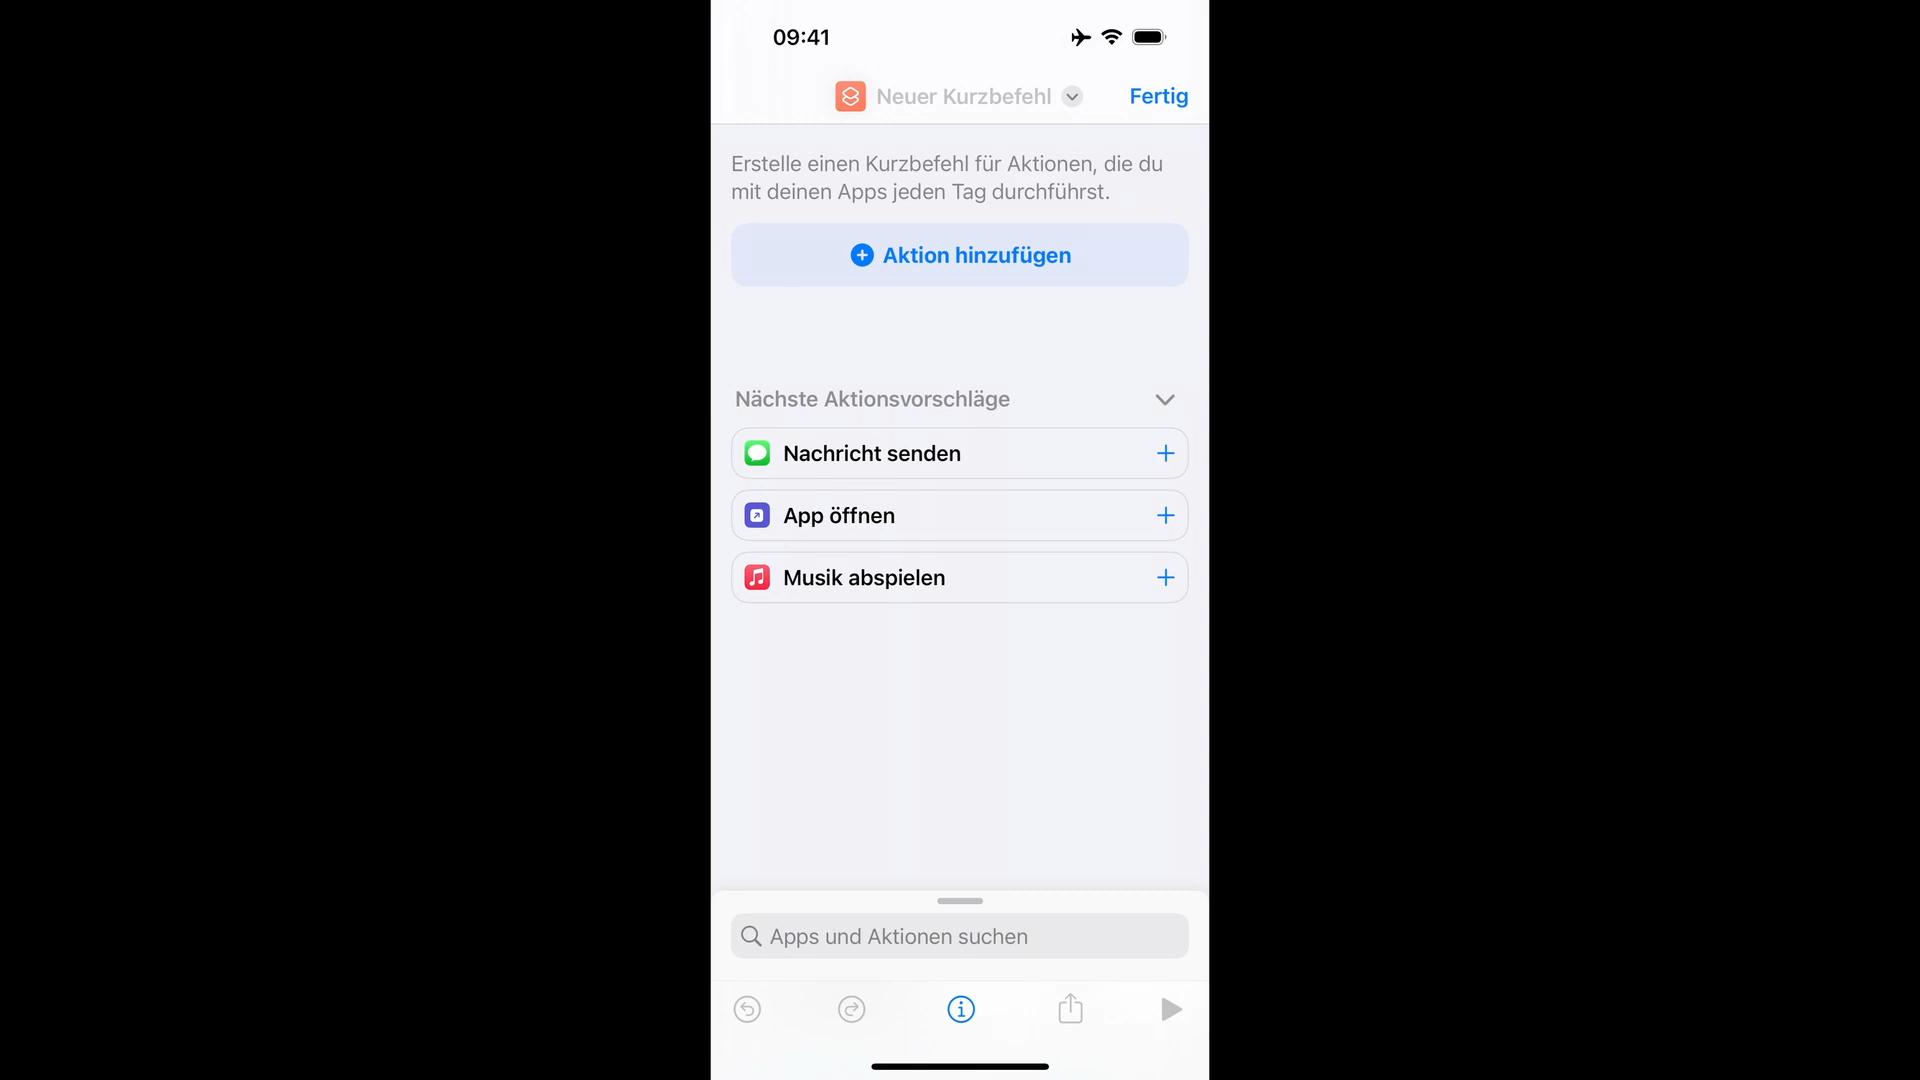 09:41
Neuer Kurzbefehl
Fertig
Erstelle einen Kurzbefehl für Aktionen, die du
mit deinen Apps jeden Tag durchführst.
Aktion hinzufügen
Nächste Aktionsvorschläge
Nachricht senden
App öffnen
Musik abspielen
Apps und Aktionen suchen